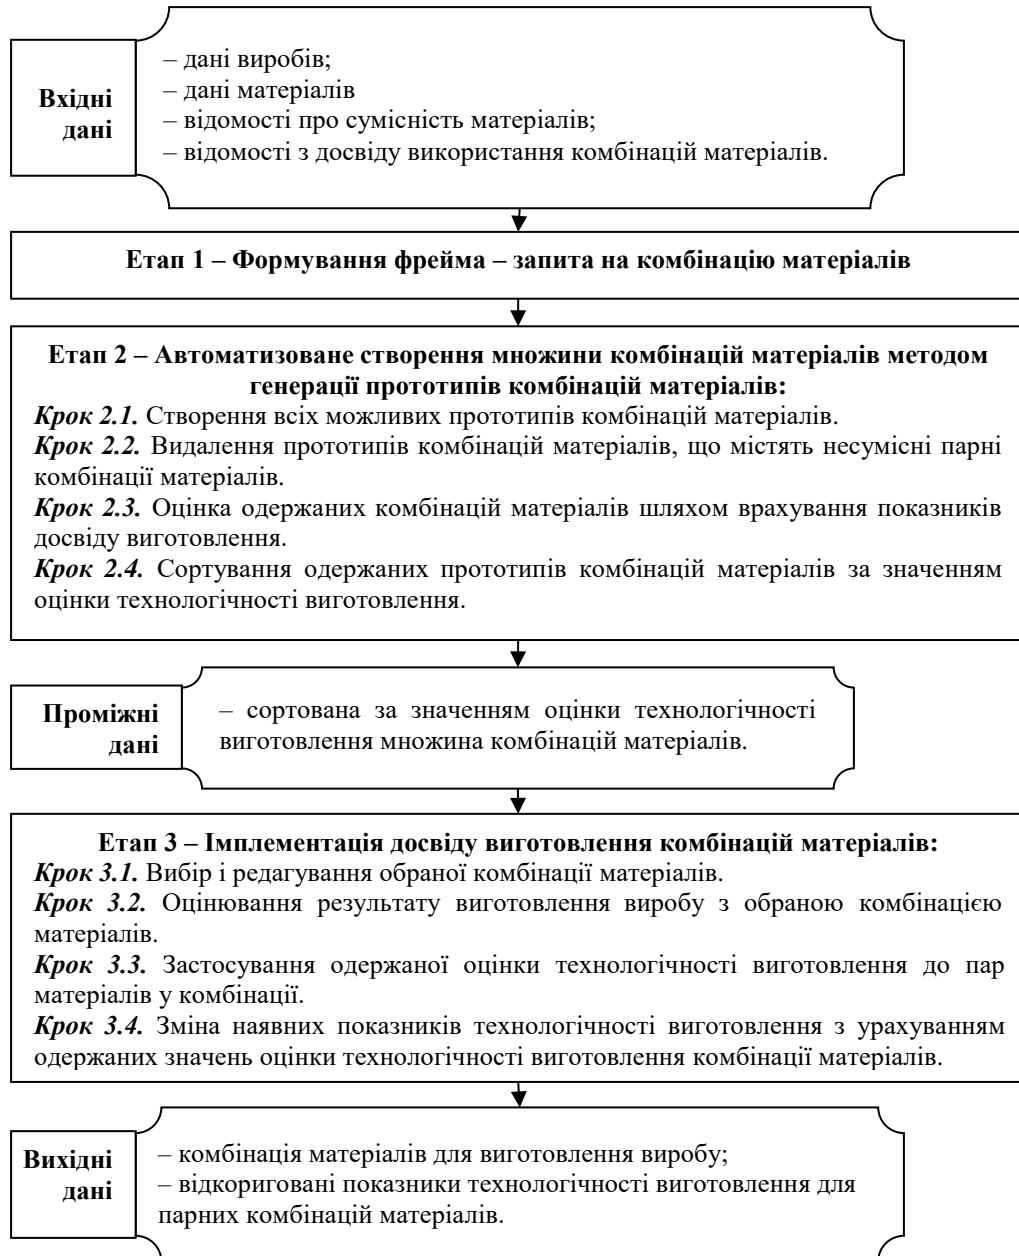 Вхідні
дані
– дані виробів;
– дані матеріалів
– відомості про сумісність матеріалів;
– відомості з досвіду використання комбінацій матеріалів.
Етап 1 – Формування фрейма – запита на комбінацію матеріалів
Етап 2 – Автоматизоване створення множини комбінацій матеріалів методом
генерації прототипів комбінацій матеріалів:
Крок 2.1. Створення всіх можливих прототипів комбінацій матеріалів.
Крок 2.2. Видалення прототипів комбінацій матеріалів, що містять несумісні парні
комбінації матеріалів.
Крок 2.3. Оцінка одержаних комбінацій матеріалів шляхом врахування показників
досвіду виготовлення.
Крок 2.4. Сортування одержаних прототипів комбінацій матеріалів за значенням
оцінки технологічності виготовлення.
Проміжні
дані
– сортована за значенням оцінки технологічності
виготовлення множина комбінацій матеріалів.
Етап 3 – Імплементація досвіду виготовлення комбінацій матеріалів:
Крок 3.1. Вибір і редагування обраної комбінації матеріалів.
Крок 3.2. Оцінювання результату виготовлення виробу з обраною комбінацією
матеріалів.
Крок 3.3. Застосування одержаної оцінки технологічності виготовлення до пар
матеріалів у комбінації.
Крок 3.4. Зміна наявних показників технологічності виготовлення з урахуванням
одержаних значень оцінки технологічності виготовлення комбінації матеріалів.
Вихідні
дані
– комбінація матеріалів для виготовлення виробу;
– відкориговані показники технологічності виготовлення для
парних комбінацій матеріалів.